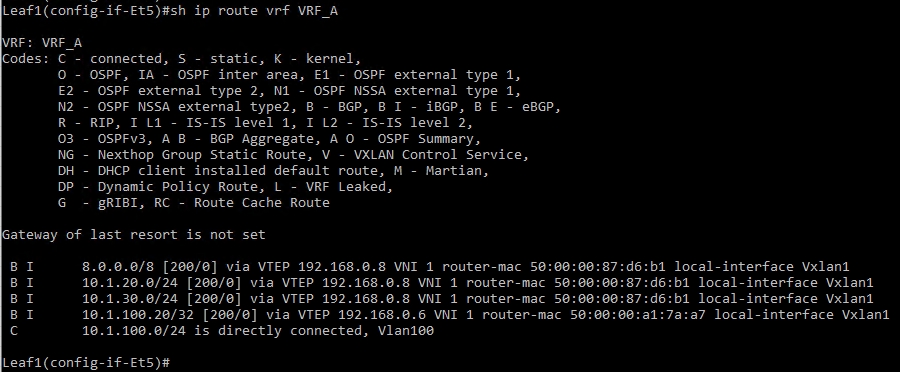 Leaf1(config-if-Et5)#sh ip route vrf VRF_A
VRF: VRF_A
Codes: C - connected, S - static, K - kernel,
O - OSPF, IA - OSPF inter area, E1 - OSPF external type 1,
E2 - OSPF external type 2, N1 - OSPF NSSA external type 1,
N2 - OSPF NSSA external type2, B - BGP, B I - iBGP, B E - eBGP,
R - RIP, I L1 - IS-IS level 1, I L2 - IS-IS level 2,
O3 - OSPFv3, A B - BGP Aggregate, A O - OSPF Summary,
NG - Nexthop Group Static Route, V - VXLAN Control Service,
DH - DHCP client installed default route, M - Martian,
DP - Dynamic Policy Route, L - VRF Leaked,
G  - gRIBI, RC - Route Cache Route
Gateway of last resort is not set
B I 8.0.0.0/8 [200/0] via VTEP 192.168.0.8 VNI 1 router-mac 50:00:00:87:d6:b1 local-interface Vxlan1
B I 10.1.20.0/24 [200/0] via VTEP 192.168.0.8 VNI 1 router-mac 50:00:00:87:d6:b1 local-interface Vxlan1
B I 10.1.30.0/24 [200/0] via VTEP 192.168.0.8 VNI 1 router-mac 50:00:00:87:d6:b1 local-interface Vxlan1
B I 10.1.100.20/32 [200/0] via VTEP 192.168.0.6 VNI 1 router-mac 50:00:00:a1:7a:a7 local-interface Vxlan1
C 10.1.100.0/24 is directly connected, Vlan100
Leaf1(config-if-Et5)#